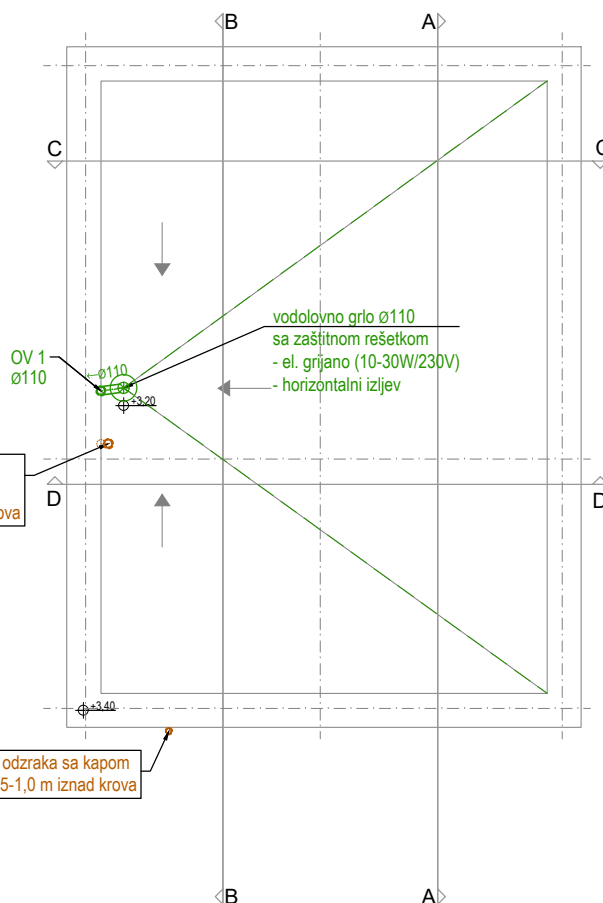 B
A
C
C
vodolovno grlo Ø110
sa zaštitnom rešetkom
- el. grijano (10-30W/230V)
- horizontalni izljev
OV 1
Ø110
←ø110
+3,20
ova
D
D
+3,40
odzraka sa kapom
5-1,0 m iznad krova
B
A